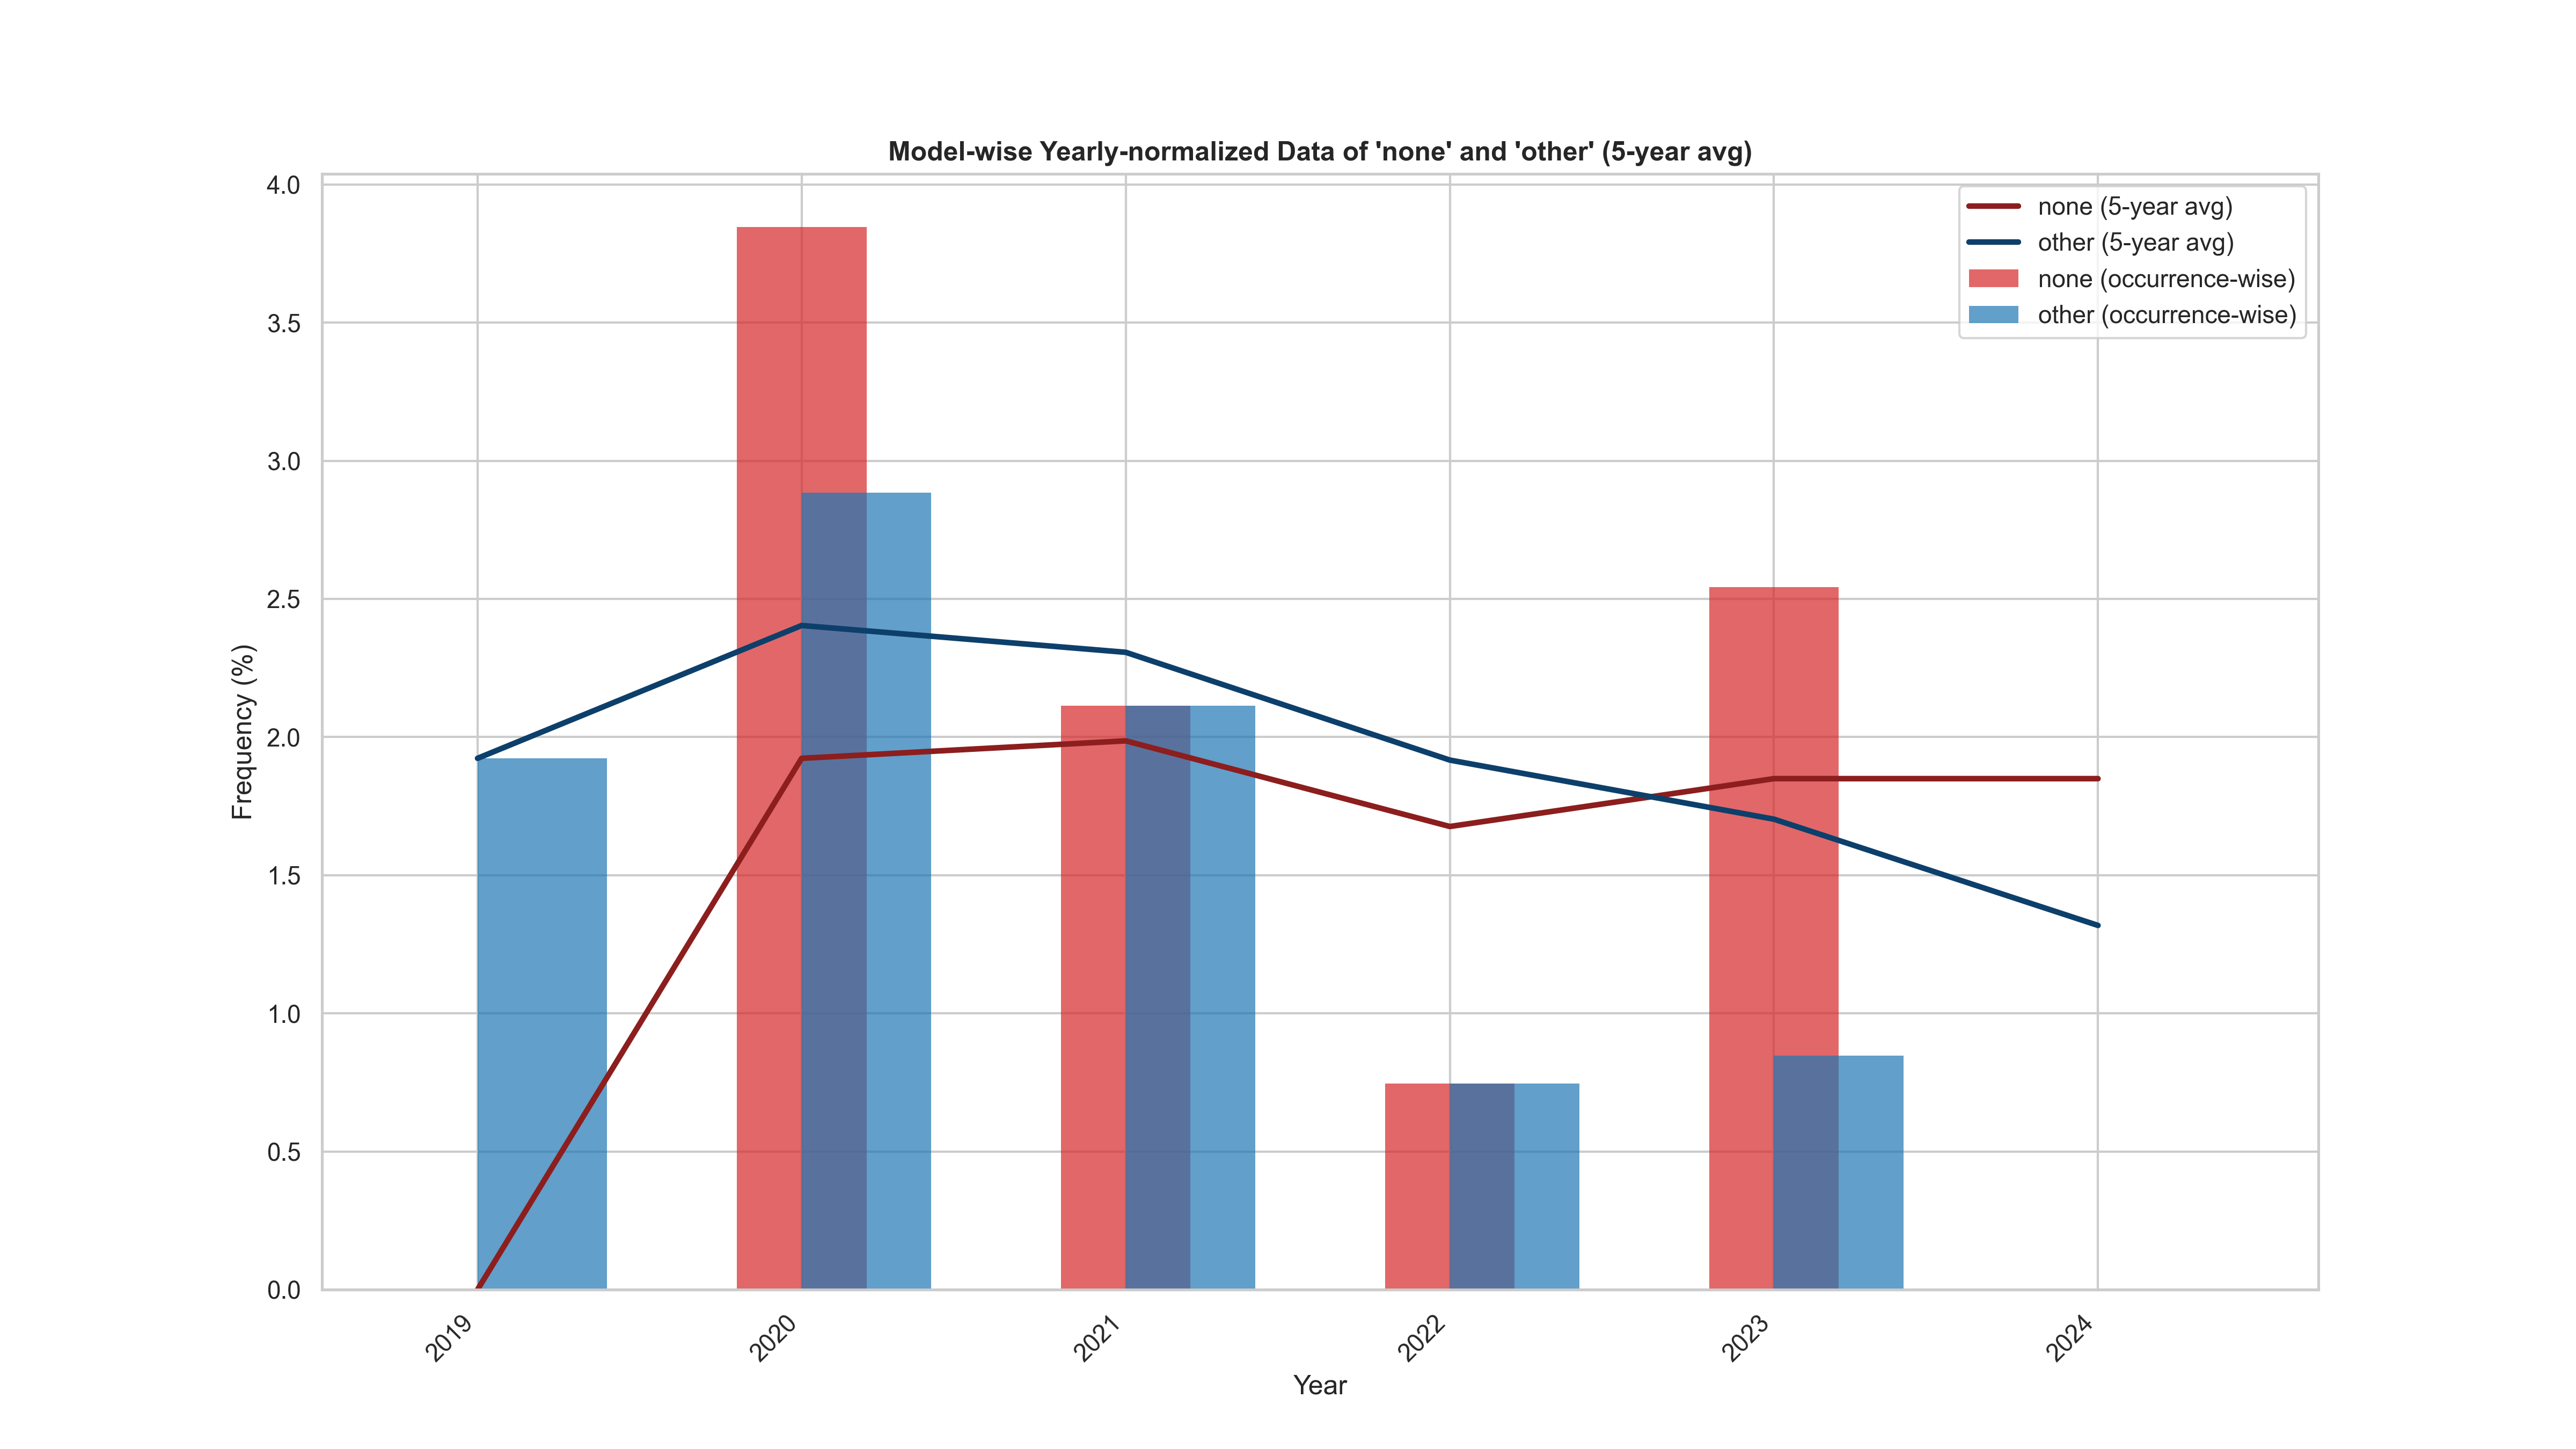 Model-wise Yearly-normalized Data of 'none' and 'other' (5-year avg)
none (5-year avg)
other (5-year avg)
none (occurrence-wise)
other (occurrence-wise)
Frequency (%)
4.0
3.5
3.0
2.5
2.0
1.5
1.0
0.5
0.0
2019
2020
2021
2022
2023
2024
Year